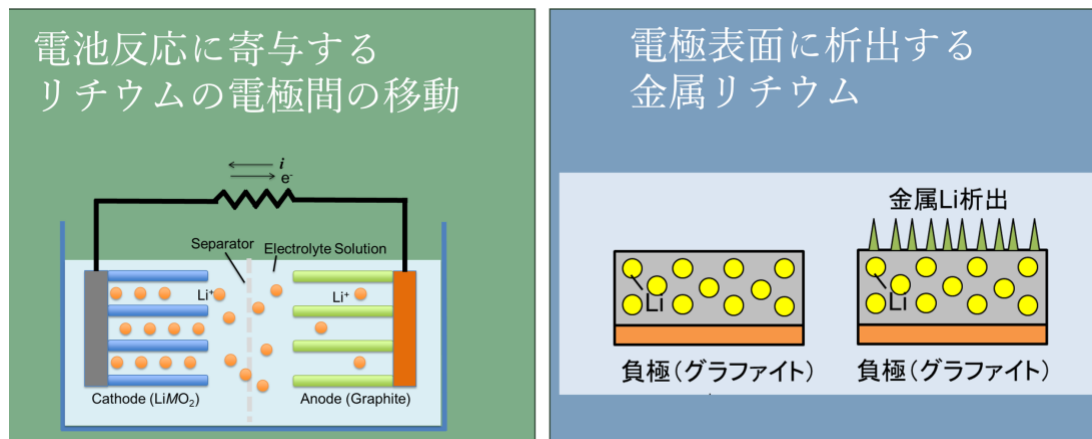 電池反応に寄与する
リチウムの電極間の移動
i
e-
Separator
Electrolyte Solution
Li+
Li+
Cathode (LiMO2)
Anode (Graphite)
電極表面に析出する
金属リチウム
金属Li析出
Li
Li
負極(グラファイト)
負極(グラファイト)